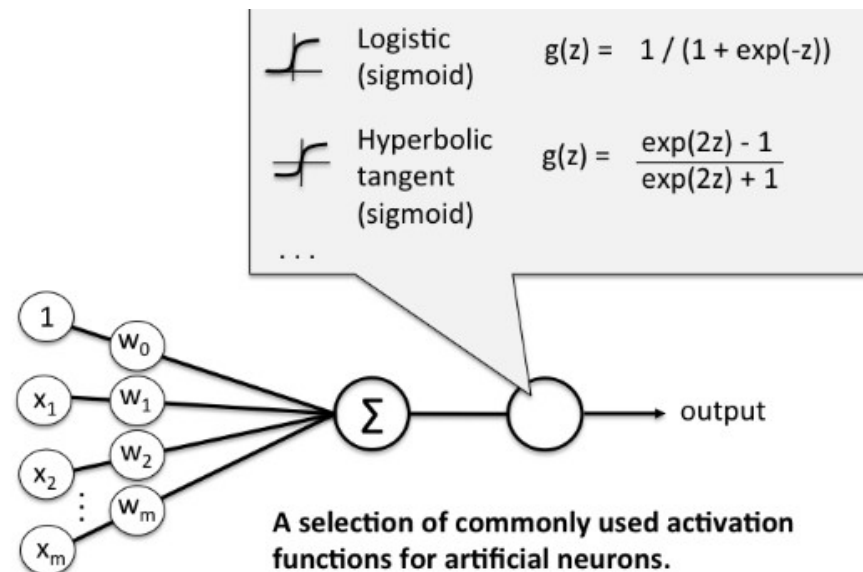 Logistic
(sigmoid)
g(z) = 1 / (1 + exp(-z))
Hyperbolic
tangent
(sigmoid)
g(z) = exp(2z) - 1
exp(2z) + 1
. . .
1
w0
x1
w1
x2
w2
⋮
xm
wm
Σ
output
A selection of commonly used activation
functions for artificial neurons.